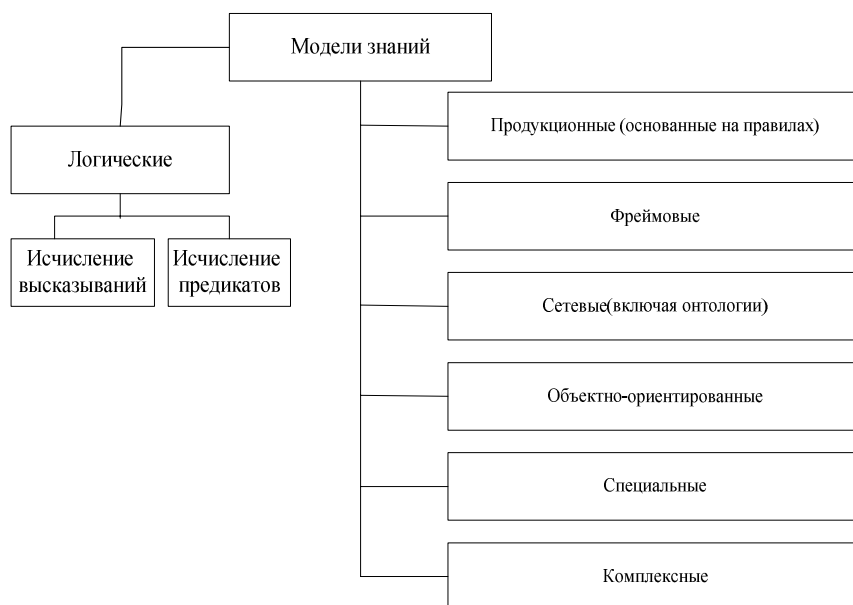 Модели знаний
Логические
Исчисление
высказываний
Исчисление
предикатов
Продукционные (основанные на правилах)
Фреймовые
Сетевые(включая онтологии)
Объектно-ориентированные
Специальные
Комплексные